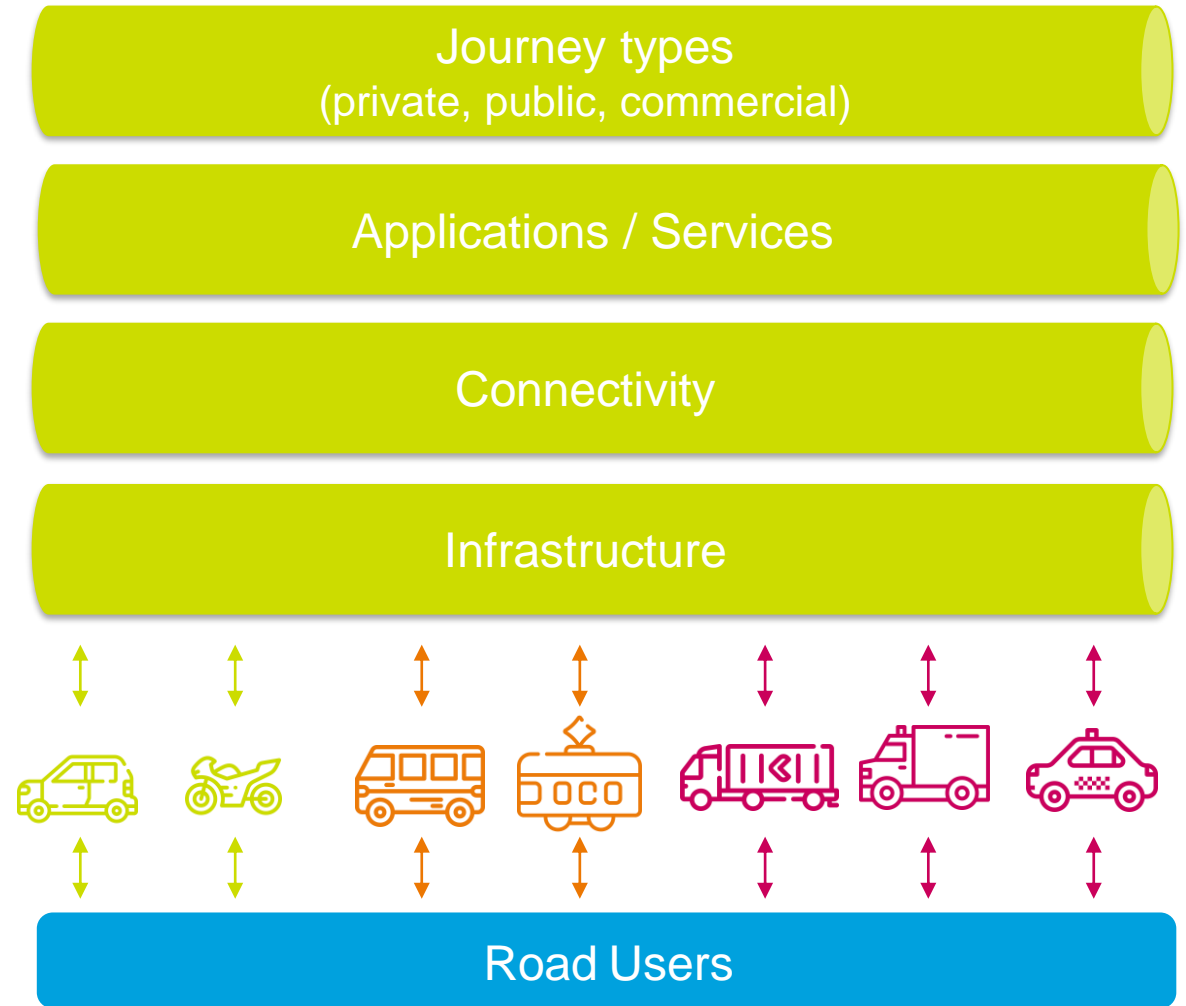 Journey types
(private, public, commercial)
Applications / Services
Connectivity
Infrastructure
Road Users